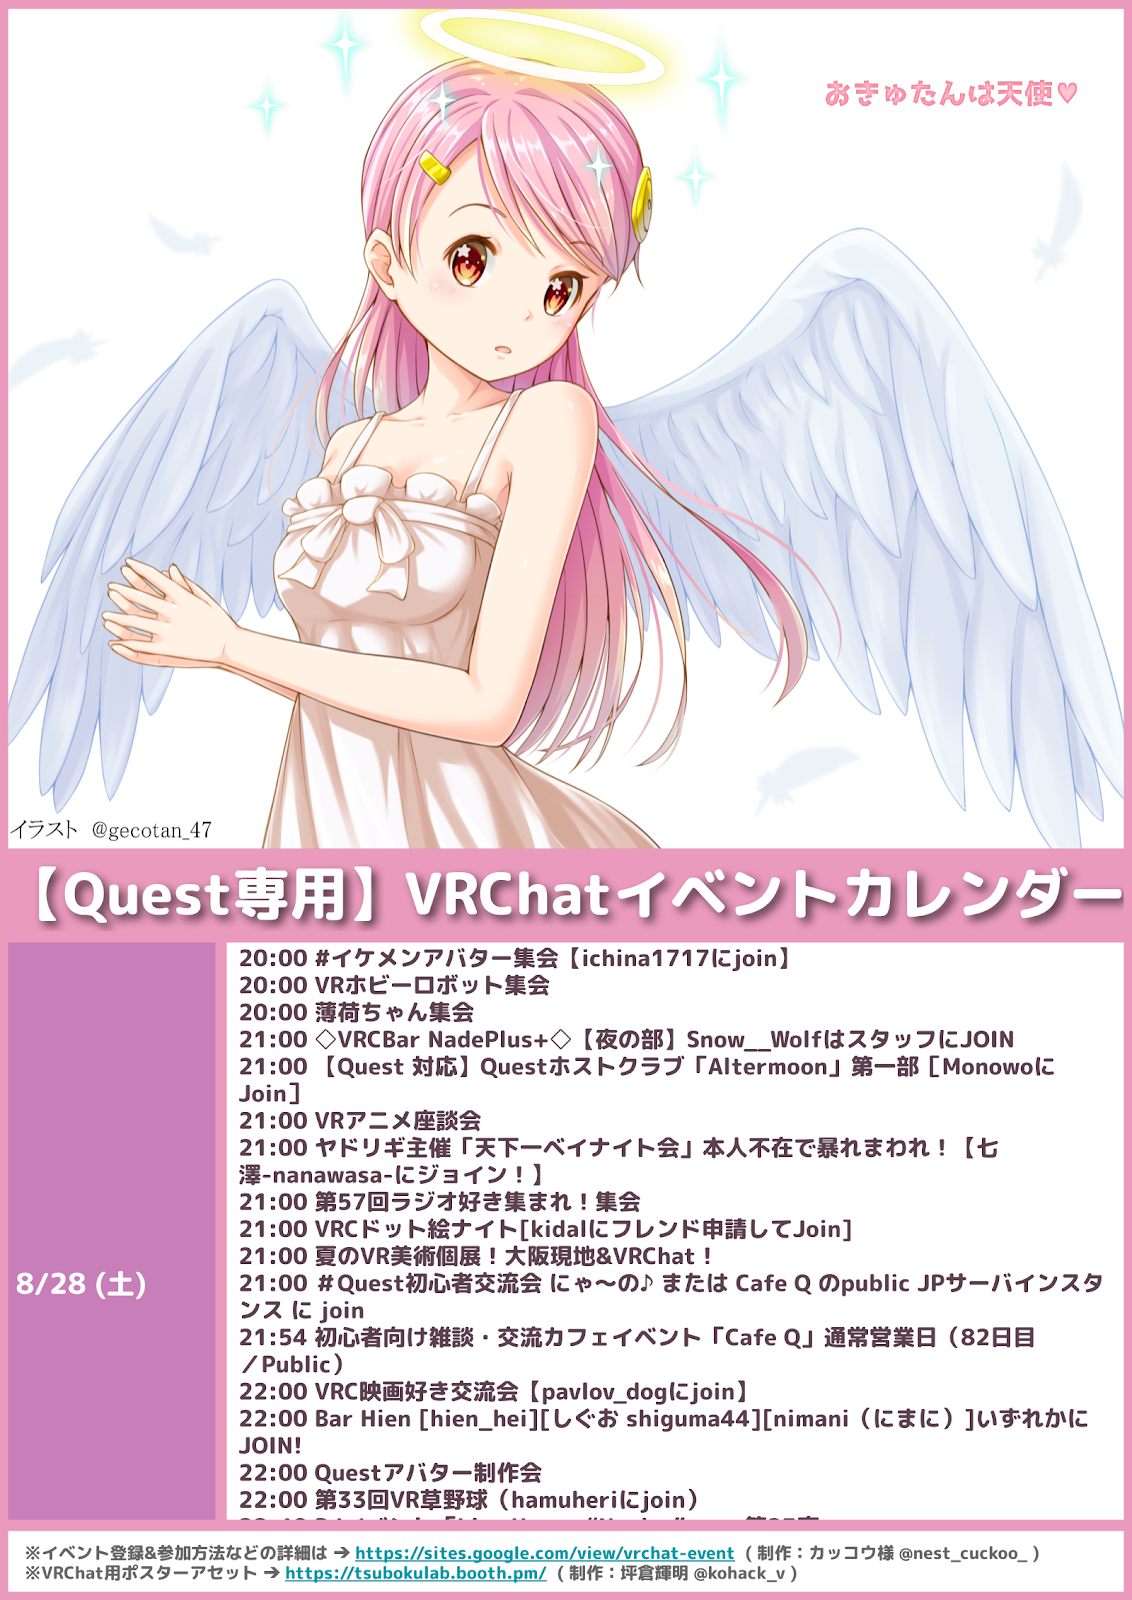 おきゅたんは天使♥
イラスト @gecotan_47
【Quest専用】VRChatイベントカレンダー
8/28 (土)
20:00 #イケメンアバター集会【ichina1717にjoin】
20:00 VRホビーロボット集会
20:00 薄荷ちゃん集会
21:00 ◇VRCBar NadePlus+◇【夜の部】Snow__WolfはスタッフにJOIN
21:00 【Quest 対応】Questホストクラブ「Altermoon」第一部［Monowoに
Join］
21:00 VRアニメ座談会
21:00 ヤドリギ主催「天下一ベイナイト会」本人不在で暴れまわれ！【七
澤-nanawasa-にジョイン！】
21:00 第57回ラジオ好き集まれ！集会
21:00 VRCドット絵ナイト[kidalにフレンド申請してJoin]
21:00 夏のVR美術個展！大阪現地&VRChat！
21:00 ＃Quest初心者交流会 にゃ～の♪ または Cafe Q のpublic JPサーバインスタ
ンス に join
21:54 初心者向け雑談・交流カフェイベント「Cafe Q」通常営業日（82日目
／Public）
22:00 VRC映画好き交流会【pavlov_dogにjoin】
22:00 Bar Hien [hien_hei][しぐお shiguma44][nimani（にまに）]いずれかに
JOIN!
22:00 Questアバター制作会
22:00 第33回VR草野球（hamuheriにjoin）
※イベント登録&参加方法などの詳細は ➔ https://sites.google.com/view/vrchat-event ( 制作：カッコウ様 @nest_cuckoo_ )
※VRChat用ポスターアセット ➔ https://tsubokulab.booth.pm/ ( 制作：坪倉輝明 @kohack_v )